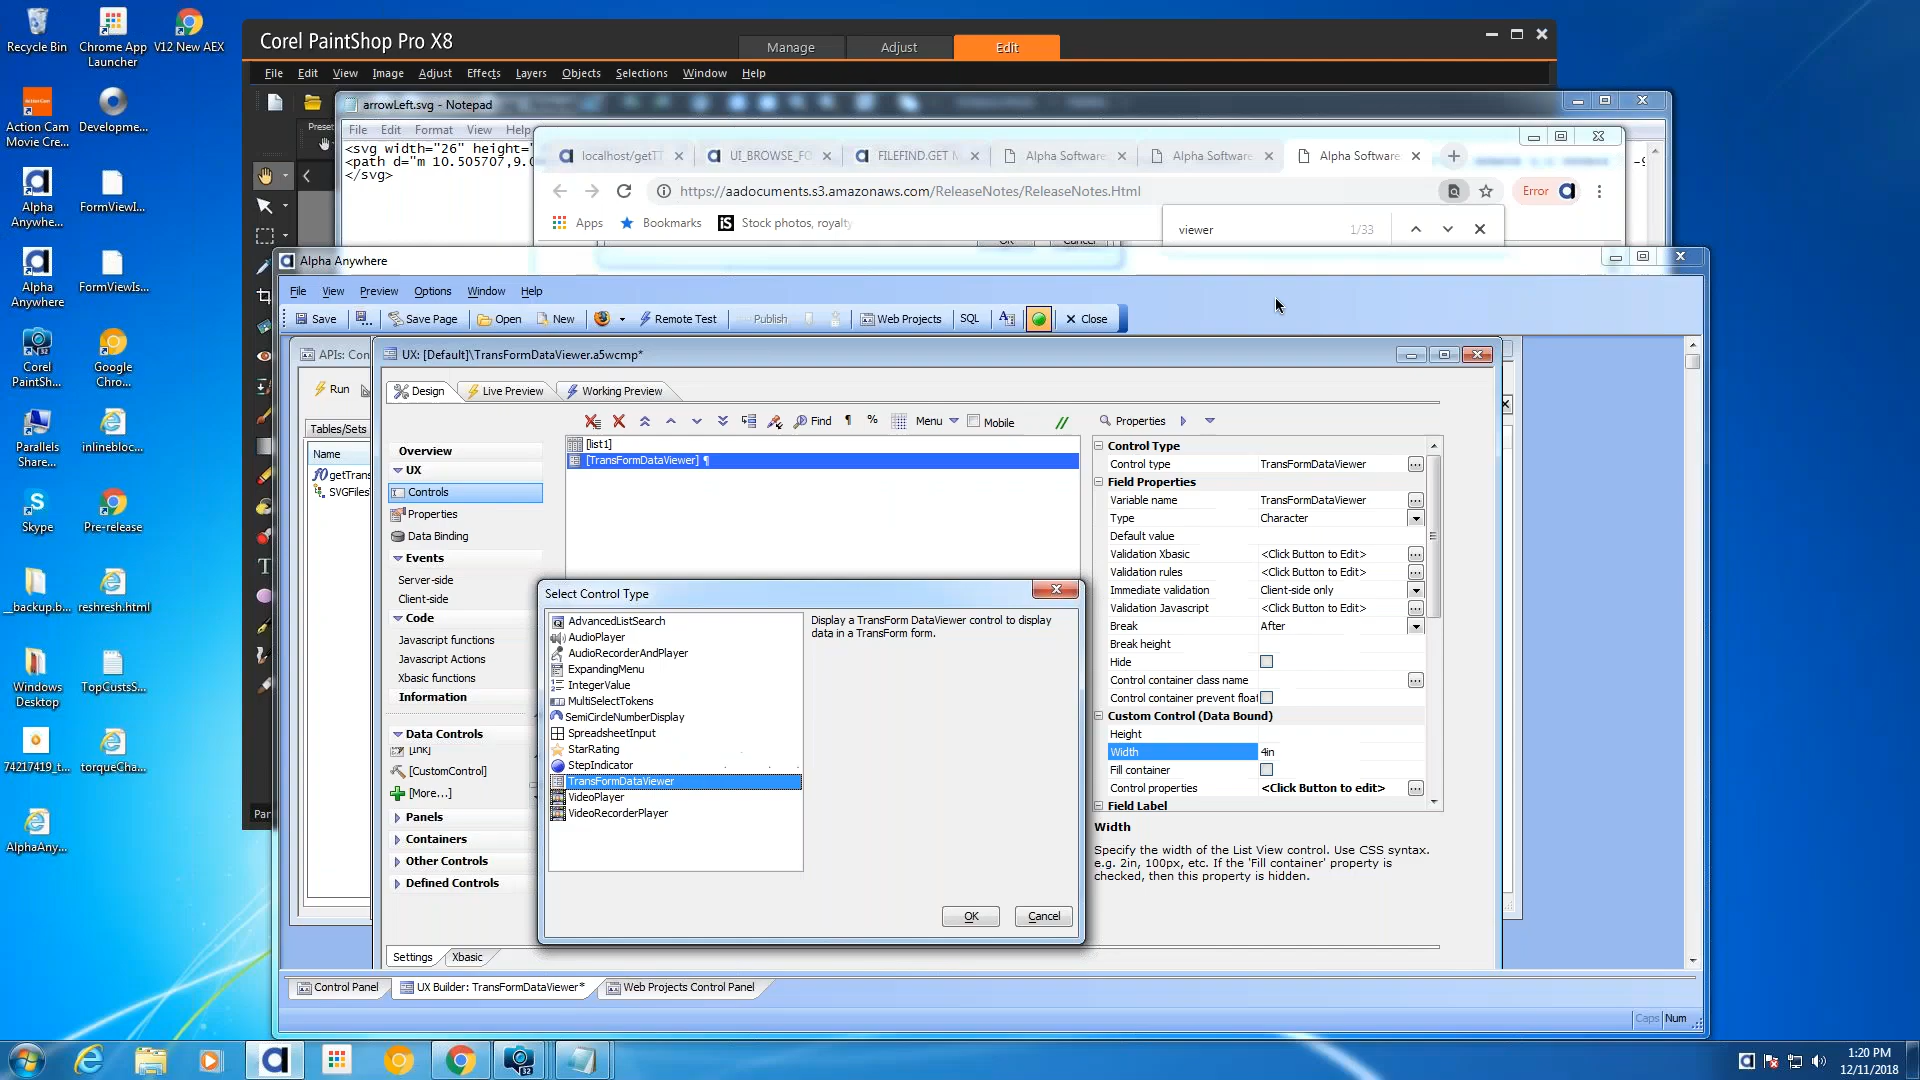 Recycle Bin
Chrome App Launcher
V12 New AEX
Action Cam Movie Cre...
Developme...
Alpha Anywhe...
FormViewI...
Alpha Anywhere
FormViewIs...
Corel PaintSh...
Google Chro...
Parallels Share...
inlinebloc...
Skype
Pre-release
__backup.b...
reshresh.html
Windows Desktop
TopCustsS...
74217419_t...
torqueCha...
AlphaAny...
Corel PaintShop Pro X8
Manage
Adjust
Edit
File Edit View Image Adjust Effects Layers Objects Selections Window Help
Preset
arrowLeft.svg - Notepad
File Edit Format View Help
<svg width="26" height="
<path d="m 10.505707,9.0
</svg>
localhost/getTT
UI_BROWSE_FO
FILEFIND.GET M
Alpha Software
Alpha Software
Alpha Software
https://aadocuments.s3.amazonaws.com/ReleaseNotes/ReleaseNotes.Html
Error
Apps
Bookmarks
Stock photos, royalty
viewer
1/33
Alpha Anywhere
File View Preview Options Window Help
Save
Save Page
Open
New
Remote Test
Publish
Web Projects
SQL
Close
APIs: Con
Run
Tables/Sets
Name
getTrans
SVGFiles
UX: [Default]\TransFormDataViewer.a5wcmp*
Design
Live Preview
Working Preview
Find
Menu
Mobile
Properties
Overview
UX
Controls
Properties
Data Binding
Events
Server-side
Client-side
Code
Javascript functions
Javascript Actions
Xbasic functions
Information
Data Controls
[Ink]
[CustomControl]
[More...]
Panels
Containers
Other Controls
Defined Controls
[list1]
[TransFormDataViewer] ¶
Select Control Type
AdvancedListSearch
AudioPlayer
AudioRecorderAndPlayer
ExpandingMenu
IntegerValue
MultiSelectTokens
SemiCircleNumberDisplay
SpreadsheetInput
StarRating
StepIndicator
TransFormDataViewer
VideoPlayer
VideoRecorderPlayer
Display a TransForm DataViewer control to display
data in a TransForm form.
OK
Cancel
Control Type
Control type TransFormDataViewer
Field Properties
Variable name TransFormDataViewer
Type Character
Default value
Validation Xbasic <Click Button to Edit>
Validation rules <Click Button to Edit>
Immediate validation Client-side only
Validation Javascript <Click Button to Edit>
Break After
Break height
Hide
Control container class name
Control container prevent float
Custom Control (Data Bound)
Height
Width 4in
Fill container
Control properties <Click Button to edit>
Field Label
Width
Specify the width of the List View control. Use CSS syntax.
e.g. 2in, 100px, etc. If the 'Fill container' property is
checked, then this property is hidden.
Settings
Xbasic
Control Panel
UX Builder: TransFormDataViewer*
Web Projects Control Panel
Caps Num
1:20 PM
12/11/2018